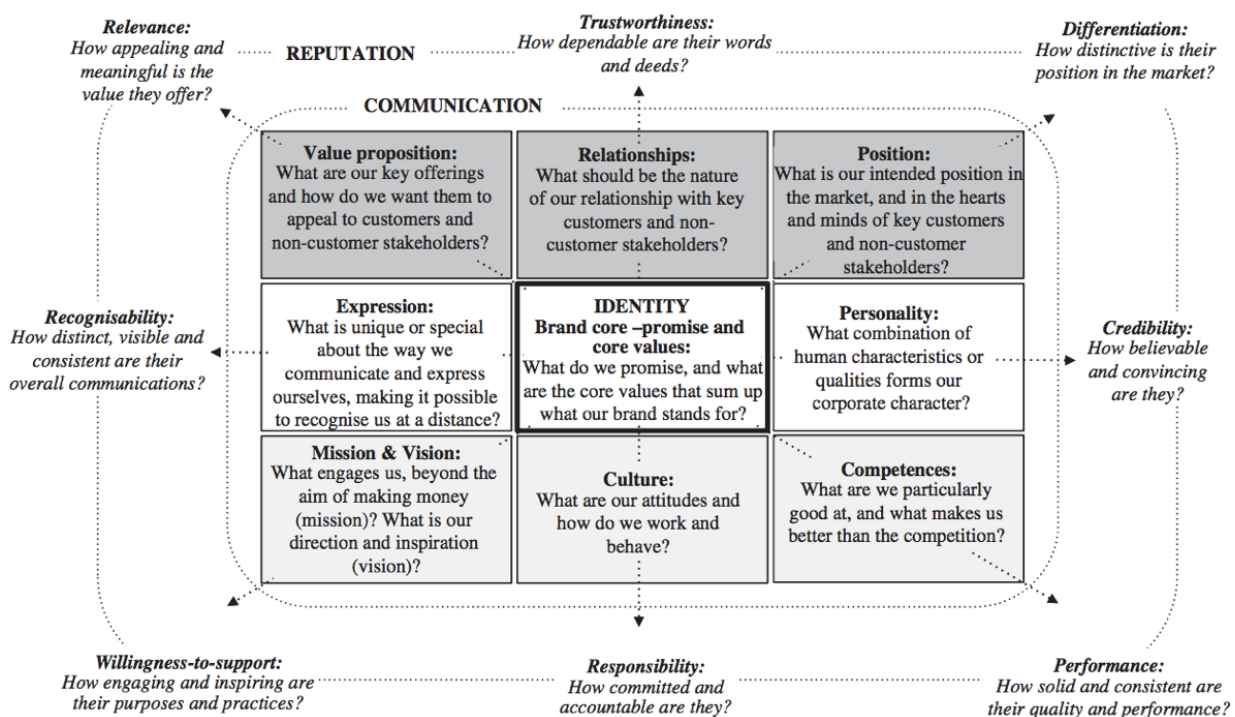 Relevance:
How appealing and
meaningful is the
value they offer?
REPUTATION
Trustworthiness:
How dependable are their words
and deeds?
Differentiation:
How distinctive is their
position in the market?
COMMUNICATION
Value proposition:
What are our key offerings
and how do we want them to
appeal to customers and
non-customer stakeholders?
Relationships:
What should be the nature
of our relationship with key
customers and non-
customer stakeholders?
Position:
What is our intended position in
the market, and in the hearts
and minds of key customers
and non-customer
stakeholders?
Recognisability:
How distinct, visible and
consistent are their
overall communications?
Expression:
What is unique or special
about the way we
communicate and express
ourselves, making it possible
to recognise us at a distance?
IDENTITY
Brand core –promise and
core values:
What do we promise, and what
are the core values that sum up
what our brand stands for?
Personality:
What combination of
human characteristics or
qualities forms our
corporate character?
Credibility:
How believable
and convincing
are they?
Mission & Vision:
What engages us, beyond the
aim of making money
(mission)? What is our
direction and inspiration
(vision)?
Culture:
What are our attitudes and
how do we work and
behave?
Competences:
What are we particularly
good at, and what makes us
better than the competition?
Willingness-to-support:
How engaging and inspiring are
their purposes and practices?
Responsibility:
How committed and
accountable are they?
Performance:
How solid and consistent are
their quality and performance?